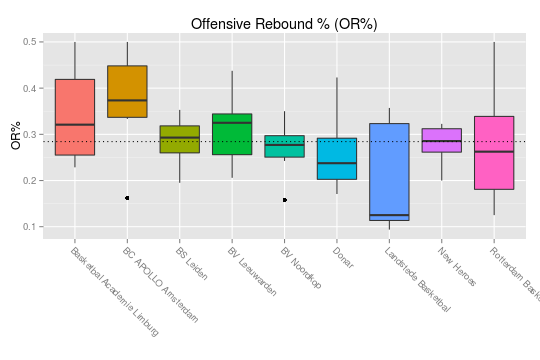 Offensive Rebound % (OR%)
OR%
0.5
0.4
0.3
0.2
0.1
Basketbal Academie Limburg
BC APOLLO Amsterdam
BS Leiden
BV Leeuwarden
BV Noordkop
Donar
Landstede Basketbal
New Heroes
Rotterdam